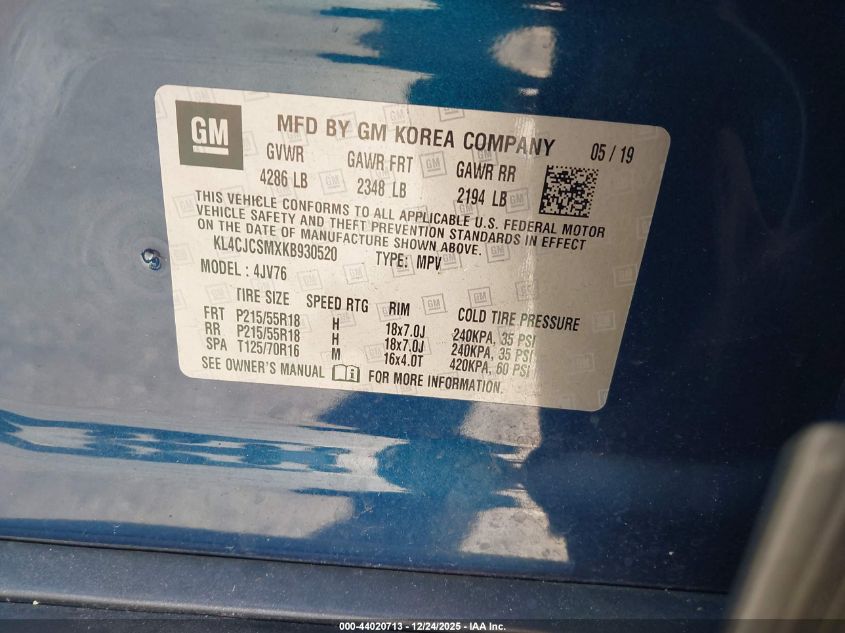 GM MFD BY GM KOREA COMPANY 05 / 19
GVWR GAWR FRT GAWR RR
4286 LB 2348 LB 2194 LB
THIS VEHICLE CONFORMS TO ALL APPLICABLE U.S. FEDERAL MOTOR
VEHICLE SAFETY AND THEFT PREVENTION STANDARDS IN EFFECT
ON THE DATE OF MANUFACTURE SHOWN ABOVE.
KL4CJCSMXKB930520 TYPE: MPV
MODEL : 4JV76
TIRE SIZE SPEED RTG RIM COLD TIRE PRESSURE
FRT P215/55R18 H 18x7.0J 240KPA, 35 PSI
RR P215/55R18 H 18x7.0J 240KPA, 35 PSI
SPA T125/70R16 M 16x4.0T 420KPA, 60 PSI
SEE OWNER'S MANUAL i FOR MORE INFORMATION.
000-44020713 - 12/24/2025 - IAA Inc.